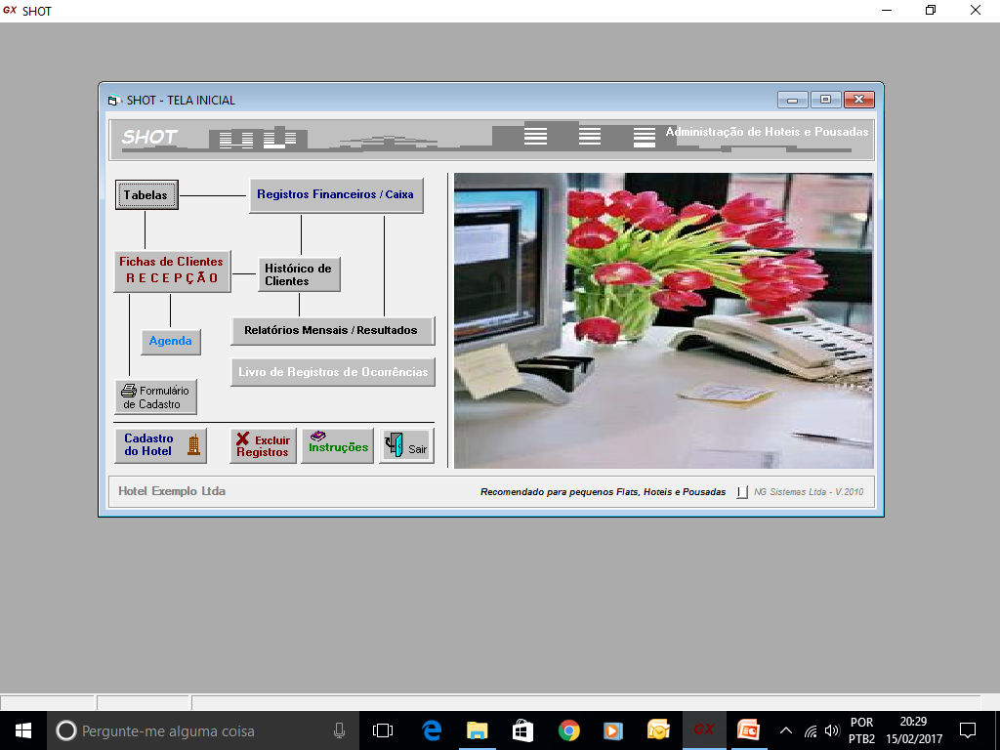 GX SHOT
SHOT - TELA INICIAL
SHOT
Administração de Hoteis e Pousadas
Tabelas
Registros Financeiros / Caixa
Fichas de Clientes
R E C E P Ç Ã O
Histórico de
Clientes
Agenda
Relatórios Mensais / Resultados
Livro de Registros de Ocorrências
Formulário
de Cadastro
Cadastro
do Hotel
Excluir
Registros
Instruções
Sair
Hotel Exemplo Ltda
Recomendado para pequenos Flats, Hoteis e Pousadas
NG Sistemas Ltda - V.2010
Pergunte-me alguma coisa
GX
POR
PTB2
20:29
15/02/2017